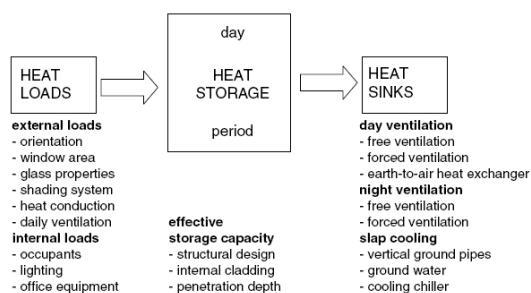 HEAT
LOADS
day
HEAT
STORAGE
period
HEAT
SINKS
external loads
- orientation
- window area
- glass properties
- shading system
- heat conduction
- daily ventilation
internal loads
- occupants
- lighting
- office equipment
effective
storage capacity
- structural design
- internal cladding
- penetration depth
day ventilation
- free ventilation
- forced ventilation
- earth-to-air heat exchanger
night ventilation
- free ventilation
- forced ventilation
slap cooling
- vertical ground pipes
- ground water
- cooling chiller